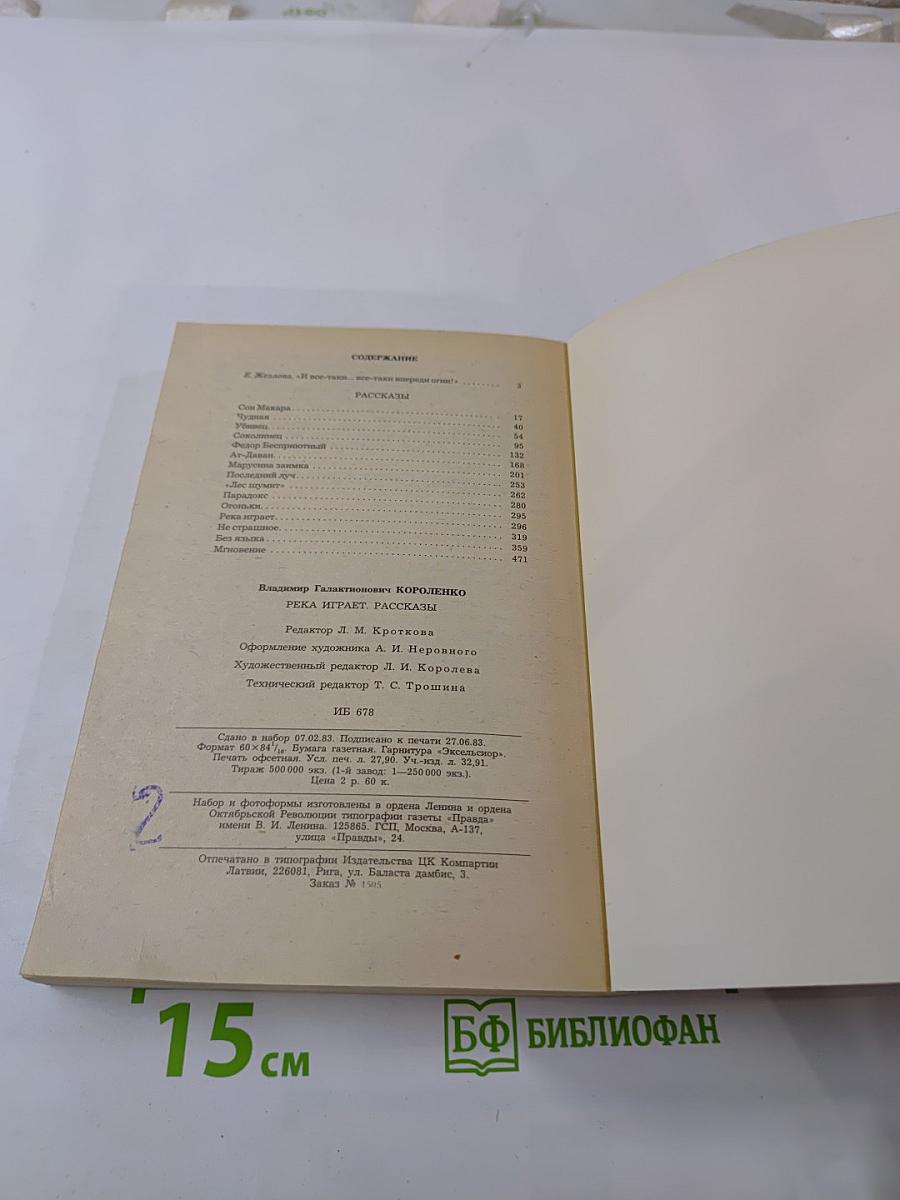 СОДЕРЖАНИЕ
Е. Жезлова. «И все-таки... все-таки впереди огни!» ........ 3
РАССКАЗЫ
Сон Макара 17
Чудная 40
Убивец 54
Соколинец 95
Федор Бесприютный 132
Ат-Даван 168
Марусина заимка 201
Последний луч 253
«Лес шумит» 262
Парадокс 280
Огоньки 295
Река играет 296
Не страшное 319
Без языка 359
Мгновение 471
Владимир Галактионович КОРОЛЕНКО
РЕКА ИГРАЕТ. РАССКАЗЫ
Редактор Л. М. Кроткова
Оформление художника А. И. Неровного
Художественный редактор Л. И. Королева
Технический редактор Т. С. Трошина
ИБ 678
Сдано в набор 07.02.83. Подписано к печати 27.06.83.
Формат 60×84¹/₁₆. Бумага газетная. Гарнитура «Эксельсиор».
Печать офсетная. Усл. печ. л. 27,90. Уч.-изд. л. 32,91.
Тираж 500 000 экз. (1-й завод: 1—250 000 экз.).
Цена 2 р. 60 к.
2
Набор и фотоформы изготовлены в ордена Ленина и ордена
Октябрьской Революции типографии газеты «Правда»
имени В. И. Ленина. 125865. ГСП, Москва, А-137,
улица «Правды», 24.
Отпечатано в типографии Издательства ЦК Компартии
Латвии, 226081, Рига, ул. Баласта дамбис, 3.
Заказ № 1505
15 см
БФ БИБЛИОФАН